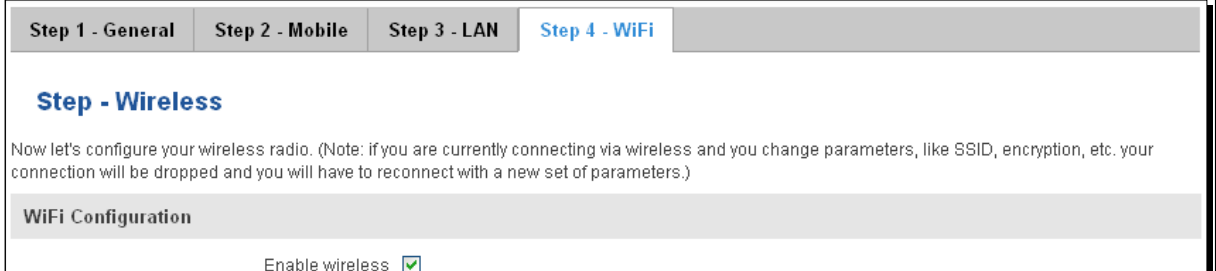 Step 1 - General Step 2 - Mobile Step 3 - LAN Step 4 - WiFi
Step - Wireless
Now let's configure your wireless radio. (Note: if you are currently connecting via wireless and you change parameters, like SSID, encryption, etc. your
connection will be dropped and you will have to reconnect with a new set of parameters.)
WiFi Configuration
Enable wireless